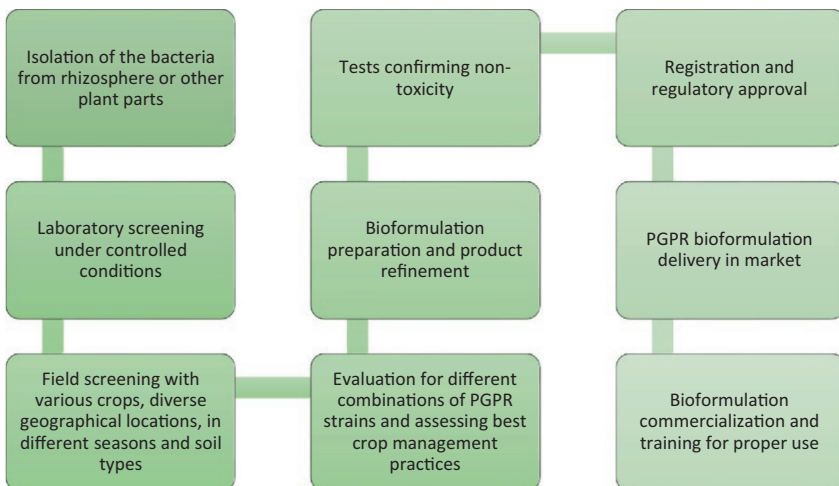 Isolation of the bacteria
from rhizosphere or other
plant parts
Laboratory screening
under controlled
conditions
Field screening with
various crops, diverse
geographical locations, in
different seasons and soil
types
Evaluation for different
combinations of PGPR
strains and assessing best
crop management
practices
Bioformulation
preparation and product
refinement
Tests confirming non-
toxicity
Registration and
regulatory approval
PGPR bioformulation
delivery in market
Bioformulation
commercialization and
training for proper use